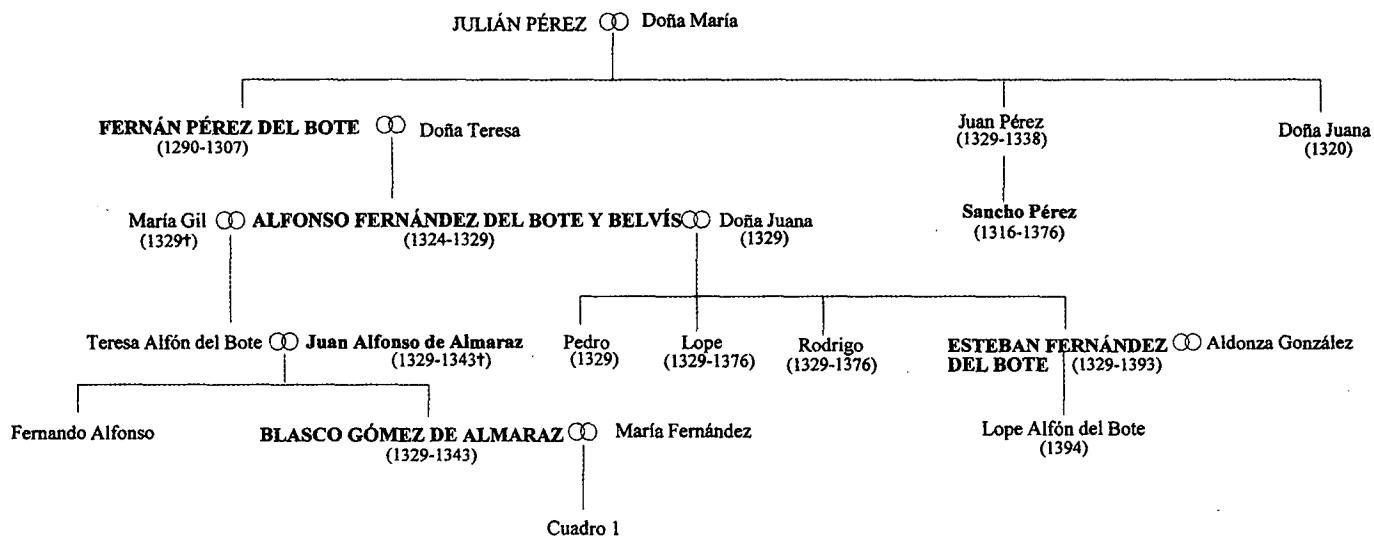 JULIÁN PÉREZ Doña María
FERNÁN PÉREZ DEL BOTE Doña Teresa Juan Pérez Doña Juana
(1290-1307) (1329-1338) (1320)
María Gil ALFONSO FERNÁNDEZ DEL BOTE Y BELVÍS Doña Juana Sancho Pérez
(1329†) (1324-1329) (1329) (1316-1376)
Teresa Alfón del Bote Juan Alfonso de Almaraz Pedro Lope Rodrigo ESTEBAN FERNÁNDEZ Aldonza González
(1329-1343†) (1329) (1329-1376) (1329-1376) DEL BOTE (1329-1393)
Fernando Alfonso BLASCO GÓMEZ DE ALMARAZ María Fernández Lope Alfón del Bote
(1329-1343) (1394)
Cuadro 1